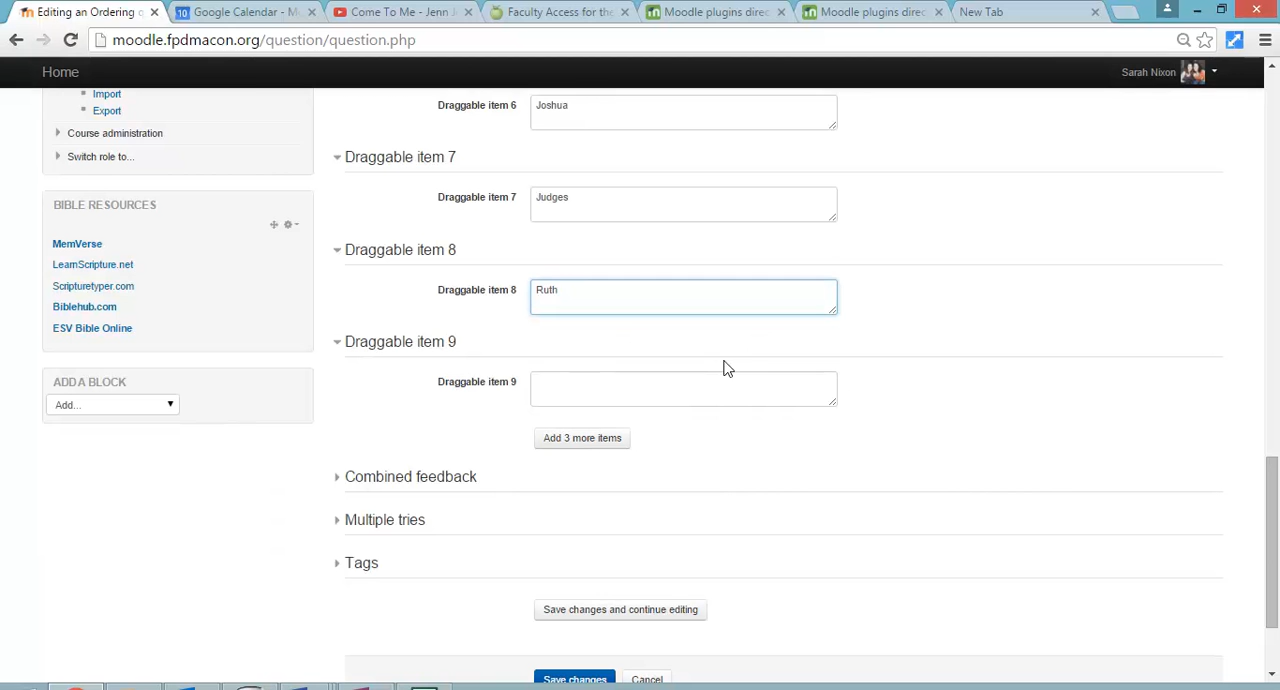 Editing an Ordering q
Google Calendar - M
Come To Me - Jenn J
Faculty Access for the
Moodle plugins direc
Moodle plugins direc
New Tab
moodle.fpdmacon.org/question/question.php
Home
Sarah Nixon
Import
Export
Course administration
Switch role to...
BIBLE RESOURCES
MemVerse
LearnScripture.net
Scripturetyper.com
Biblehub.com
ESV Bible Online
ADD A BLOCK
Add...
Draggable item 6
Joshua
Draggable item 7
Draggable item 7
Judges
Draggable item 8
Draggable item 8
Ruth
Draggable item 9
Draggable item 9
Add 3 more items
Combined feedback
Multiple tries
Tags
Save changes and continue editing
Save changes
Cancel